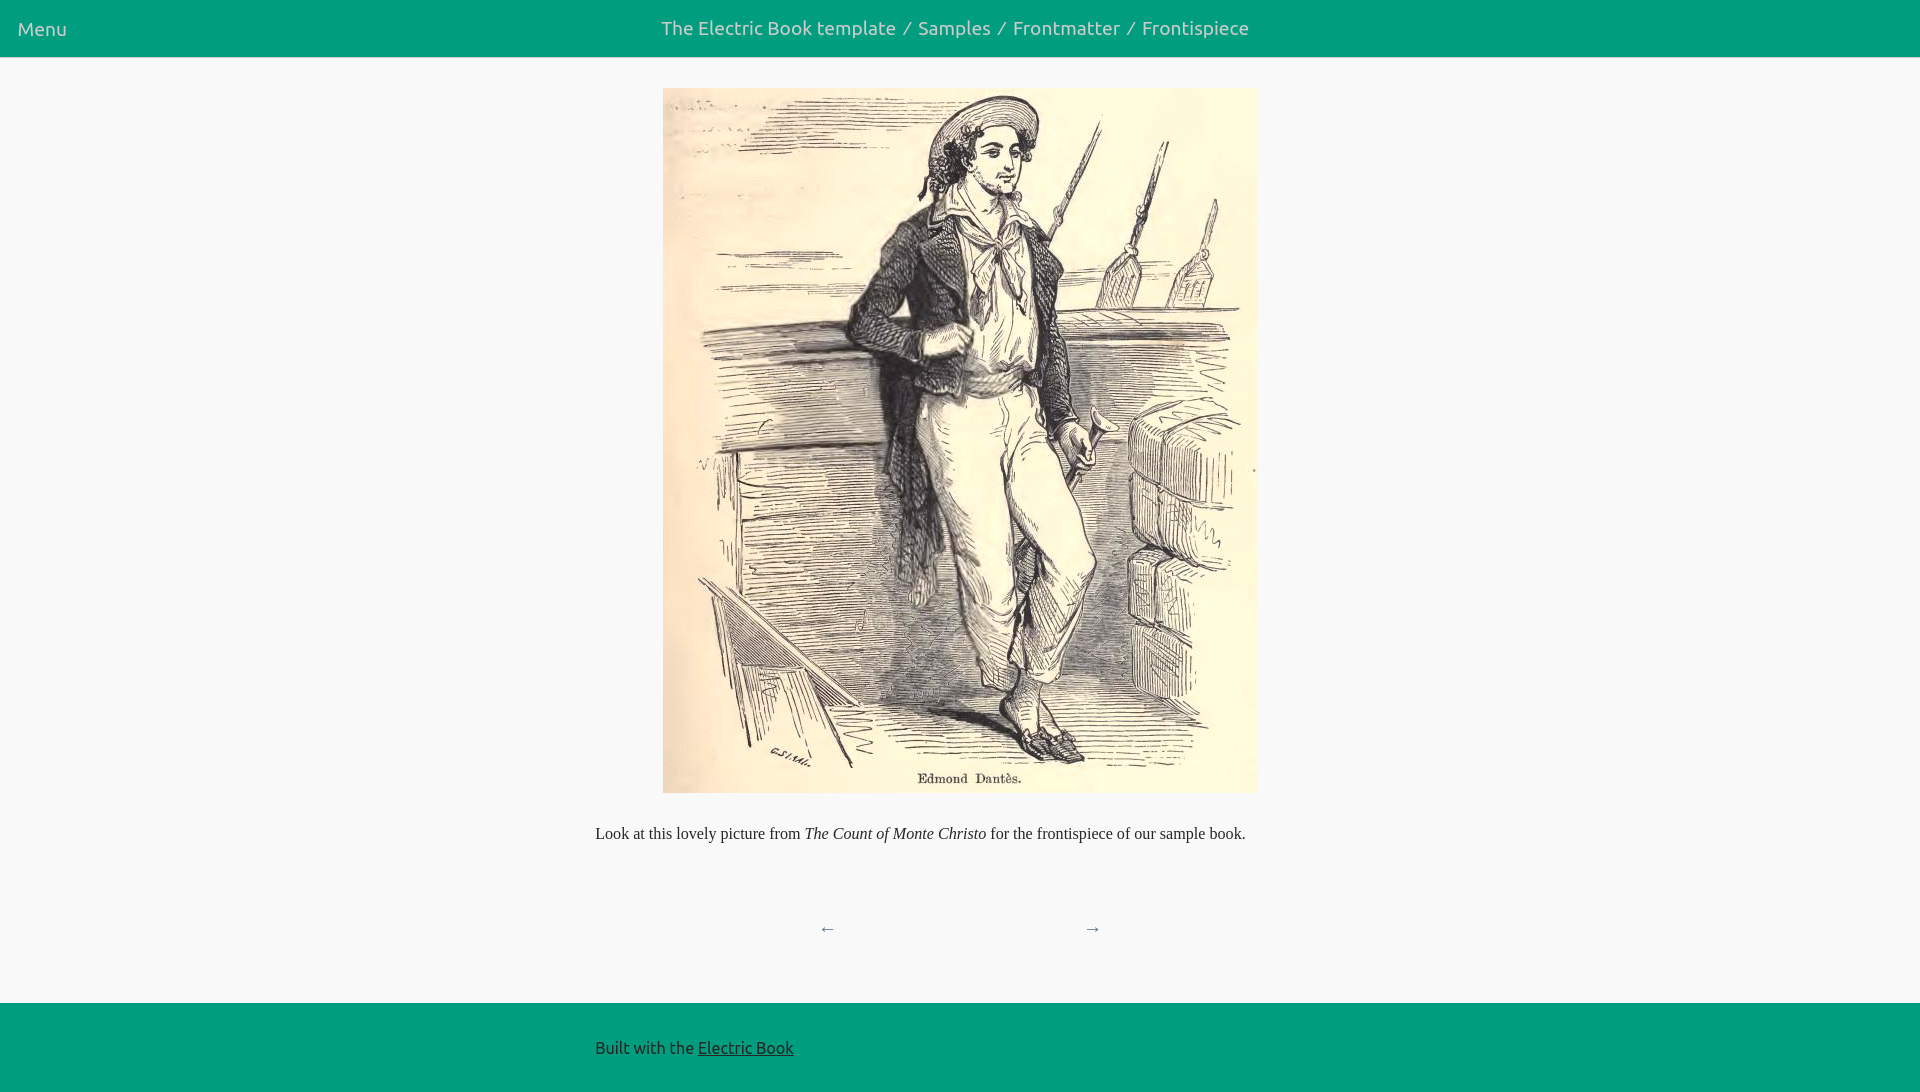 Menu
The Electric Book template / Samples / Frontmatter / Frontispiece
Edmond Dantès.
Look at this lovely picture from The Count of Monte Christo for the frontispiece of our sample book.
← →
Built with the Electric Book